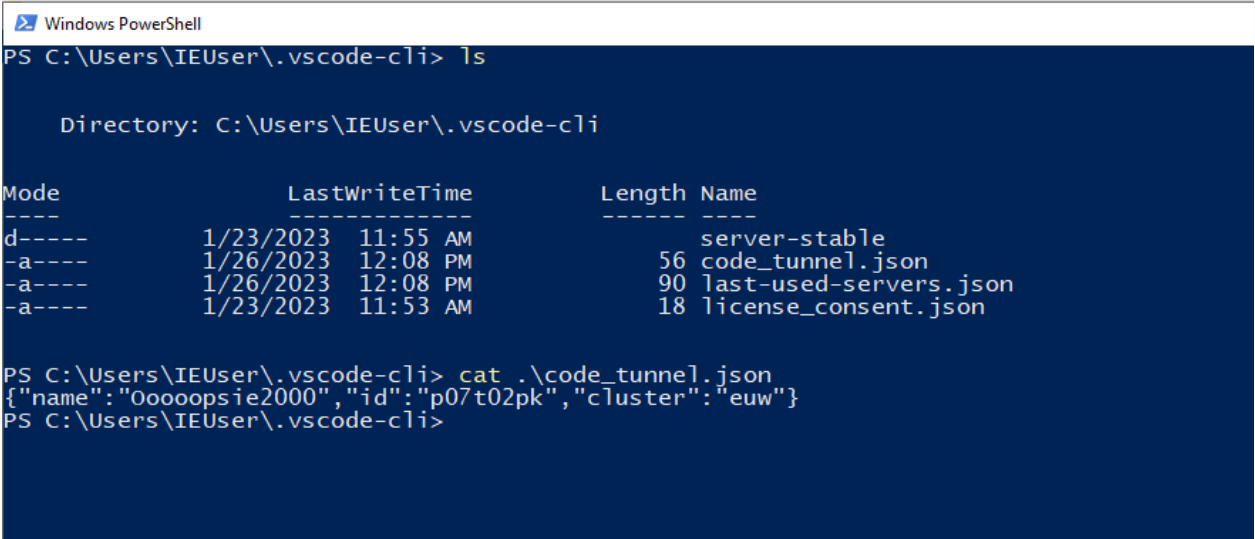 Windows PowerShell
PS C:\Users\IEUser\.vscode-cli> ls
Directory: C:\Users\IEUser\.vscode-cli
Mode                 LastWriteTime         Length Name
----                 -------------         ------ ----
d-----         1/23/2023  11:55 AM                server-stable
-a----         1/26/2023  12:08 PM             56 code_tunnel.json
-a----         1/26/2023  12:08 PM             90 last-used-servers.json
-a----         1/23/2023  11:53 AM             18 license_consent.json
PS C:\Users\IEUser\.vscode-cli> cat .\code_tunnel.json
{"name":"Ooooopsie2000","id":"p07t02pk","cluster":"euw"}
PS C:\Users\IEUser\.vscode-cli>